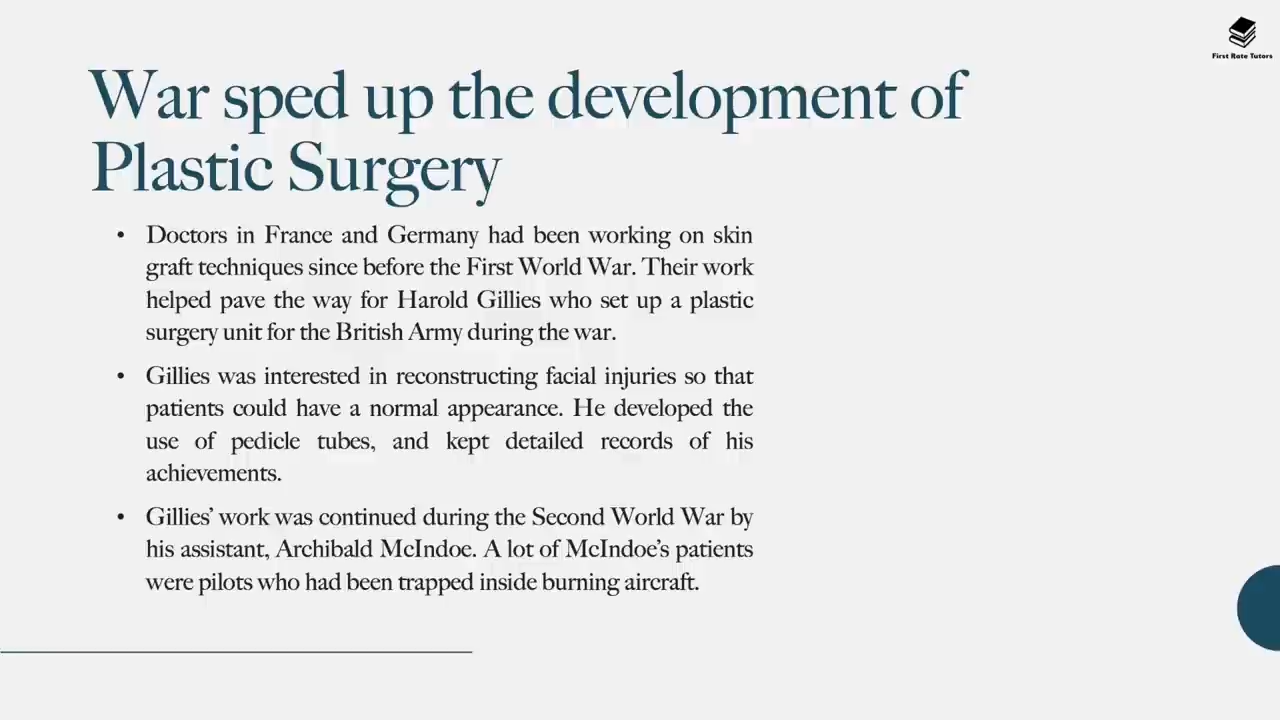 First Rate Tutors
War sped up the development of
Plastic Surgery
• Doctors in France and Germany had been working on skin
graft techniques since before the First World War. Their work
helped pave the way for Harold Gillies who set up a plastic
surgery unit for the British Army during the war.
• Gillies was interested in reconstructing facial injuries so that
patients could have a normal appearance. He developed the
use of pedicle tubes, and kept detailed records of his
achievements.
• Gillies’ work was continued during the Second World War by
his assistant, Archibald McIndoe. A lot of McIndoe’s patients
were pilots who had been trapped inside burning aircraft.